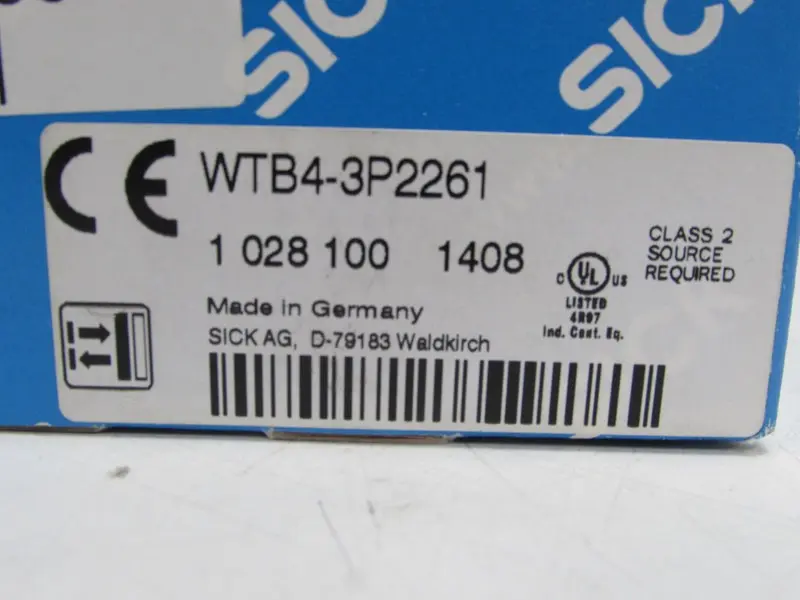 SICK
SICK
CE
WTB4-3P2261
1 028 100 1408
Made in Germany
SICK AG, D-79183 Waldkirch
C UL US
LISTED
4R97
Ind. Cont. Eq.
CLASS 2
SOURCE
REQUIRED